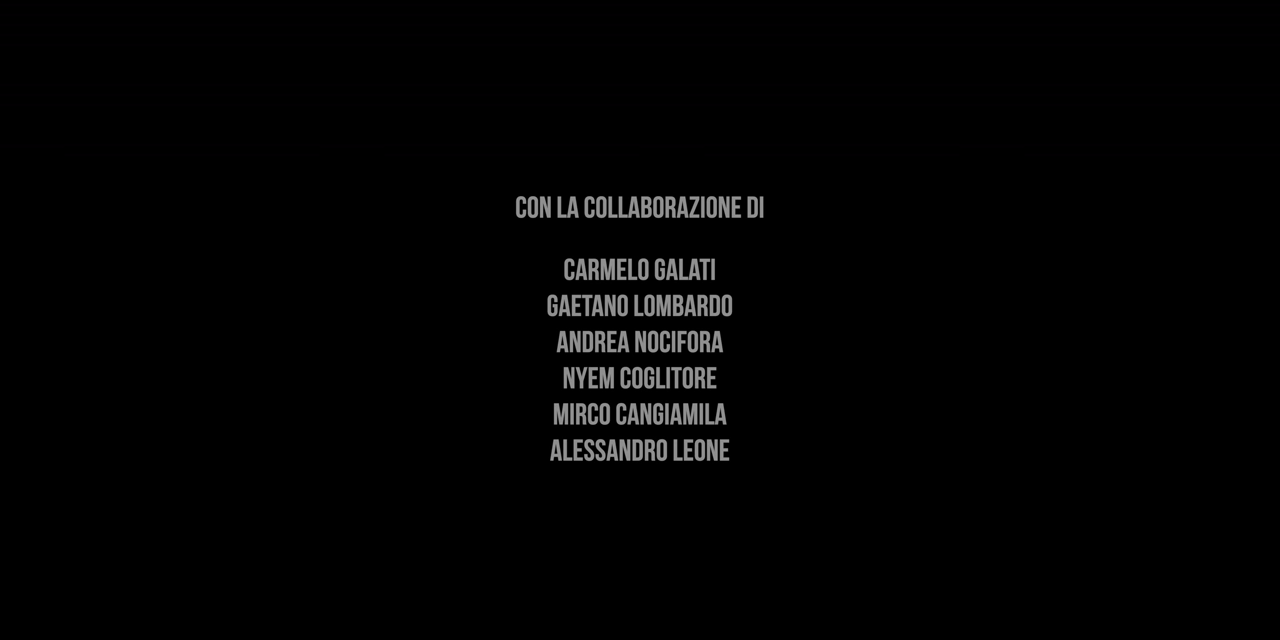 CON LA COLLABORAZIONE DI
CARMELO GALATI
GAETANO LOMBARDO
ANDREA NOCIFORA
NYEM COGLITORE
MIRCO CANGIAMILA
ALESSANDRO LEONE